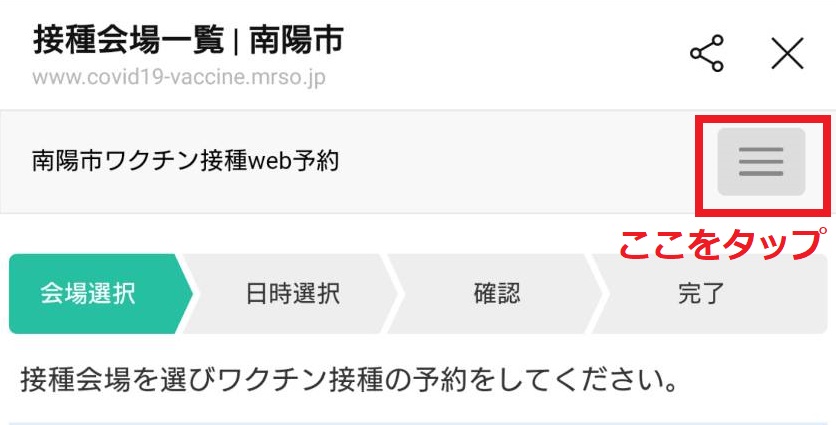 接種会場一覧 | 南陽市
www.covid19-vaccine.mrso.jp
南陽市ワクチン接種web予約
ここをタップ
会場選択 日時選択 確認 完了
接種会場を選びワクチン接種の予約をしてください。